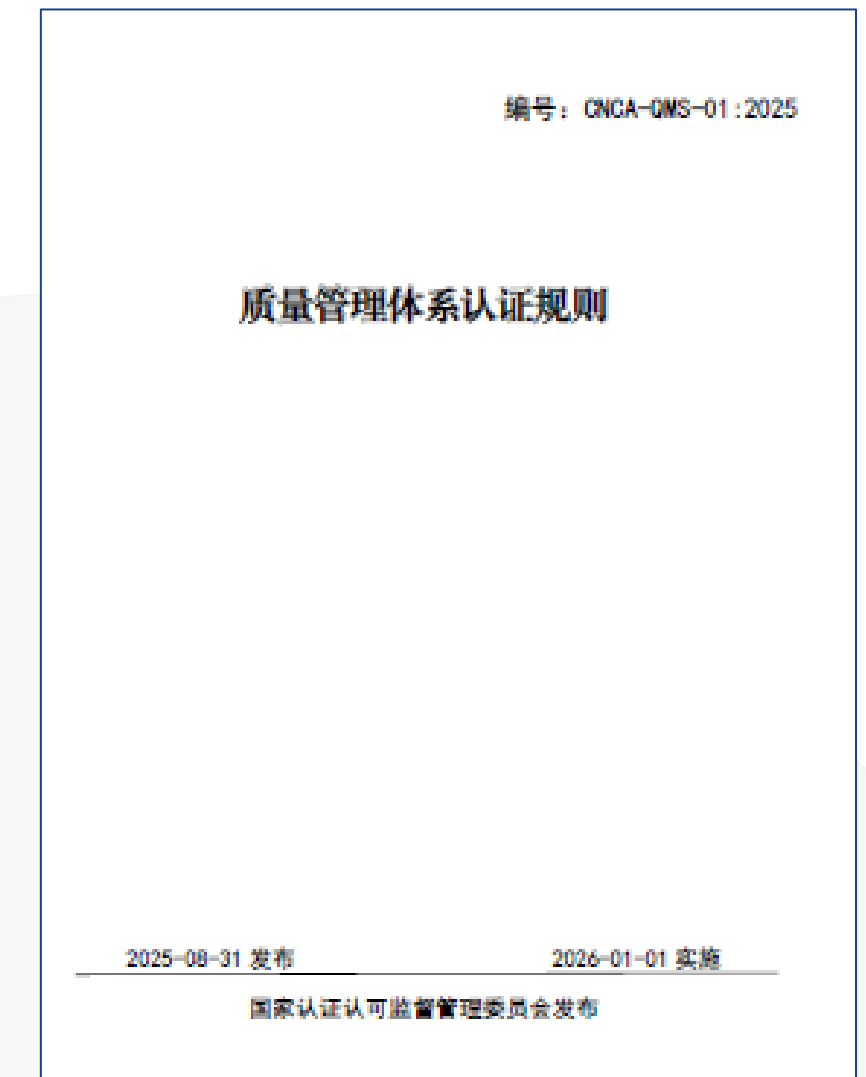 编号：CNCA-QMS-01:2025
质量管理体系认证规则
2025-08-31 发布
2026-01-01 实施
国家认证认可监督管理委员会发布